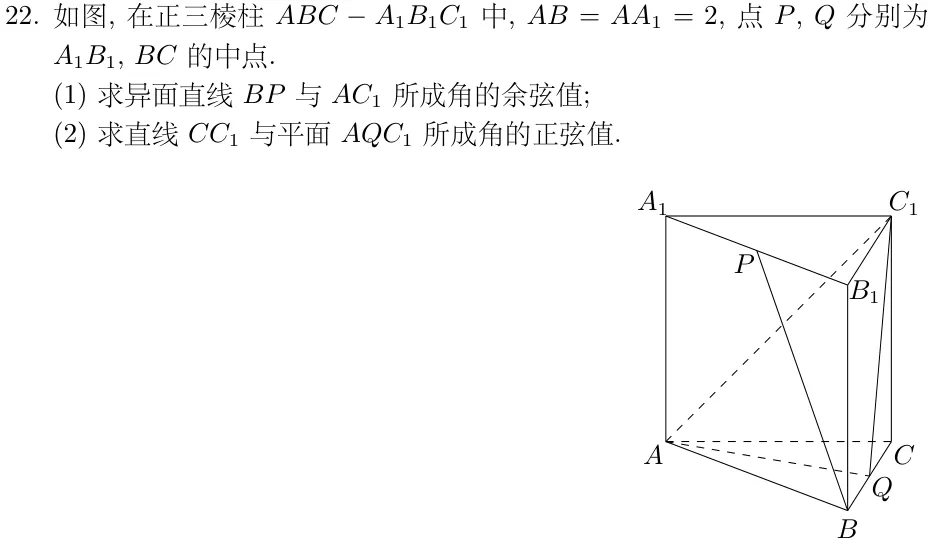 22. 如图, 在正三棱柱 ABC − A₁B₁C₁ 中, AB = AA₁ = 2, 点 P, Q 分别为
A₁B₁, BC 的中点.
(1) 求异面直线 BP 与 AC₁ 所成角的余弦值;
(2) 求直线 CC₁ 与平面 AQC₁ 所成角的正弦值.
A₁
C₁
P
B₁
A
C
Q
B